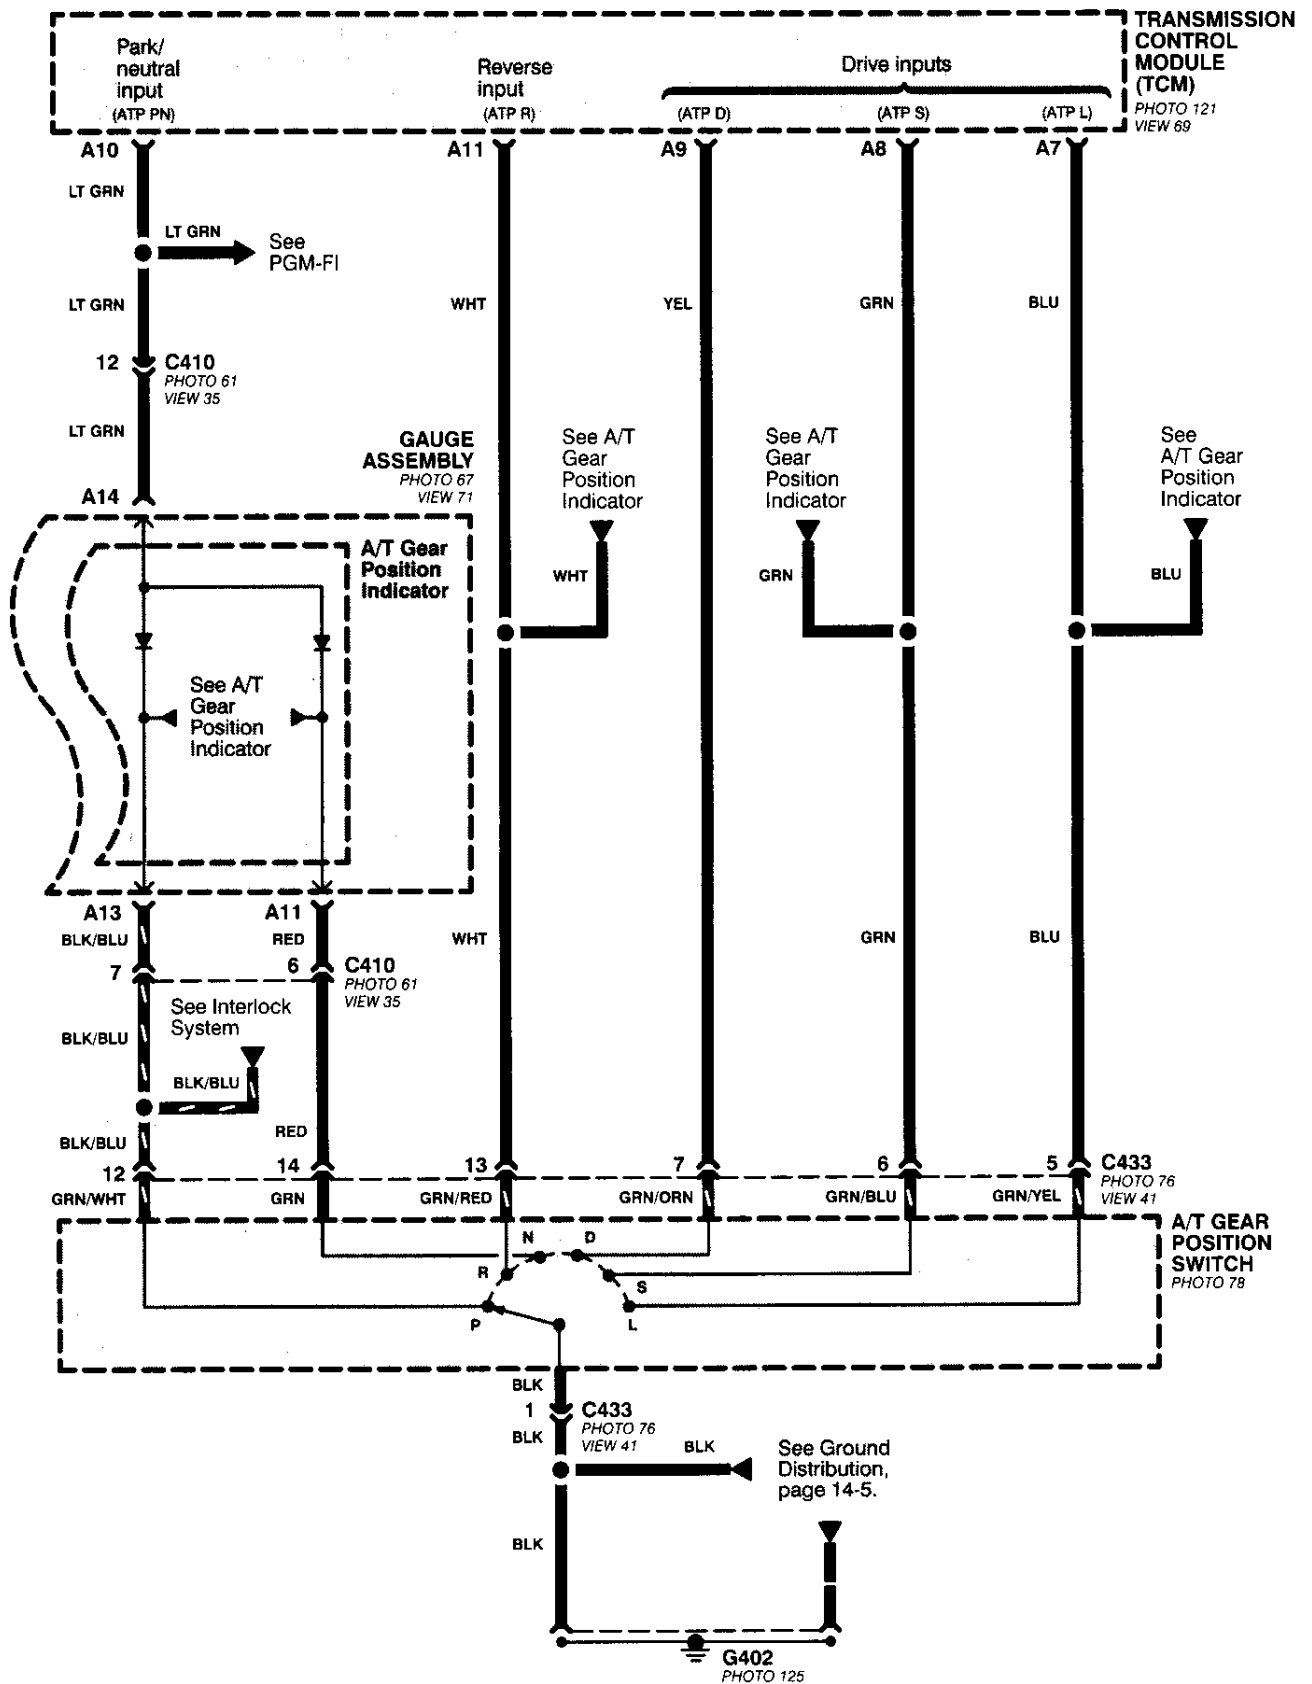 TRANSMISSION
CONTROL
MODULE
(TCM)
PHOTO 121
VIEW 69
Park/
neutral
input
(ATP PN)
Reverse
input
(ATP R)
Drive inputs
(ATP D)
(ATP S)
(ATP L)
A10
A11
A9
A8
A7
LT GRN
LT GRN
See
PGM-FI
LT GRN
WHT
YEL
GRN
BLU
12
C410
PHOTO 61
VIEW 35
LT GRN
A14
GAUGE
ASSEMBLY
PHOTO 67
VIEW 71
See A/T
Gear
Position
Indicator
See A/T
Gear
Position
Indicator
See
A/T Gear
Position
Indicator
WHT
GRN
BLU
A/T Gear
Position
Indicator
See A/T
Gear
Position
Indicator
A13
A11
BLK/BLU
RED
WHT
GRN
BLU
7
6
C410
PHOTO 61
VIEW 35
See Interlock
System
BLK/BLU
BLK/BLU
BLK/BLU
RED
12
14
13
7
6
5
C433
PHOTO 76
VIEW 41
GRN/WHT
GRN
GRN/RED
GRN/ORN
GRN/BLU
GRN/YEL
A/T GEAR
POSITION
SWITCH
PHOTO 78
N
D
R
S
P
L
BLK
1
C433
PHOTO 76
VIEW 41
BLK
BLK
See Ground
Distribution,
page 14-5.
BLK
G402
PHOTO 125